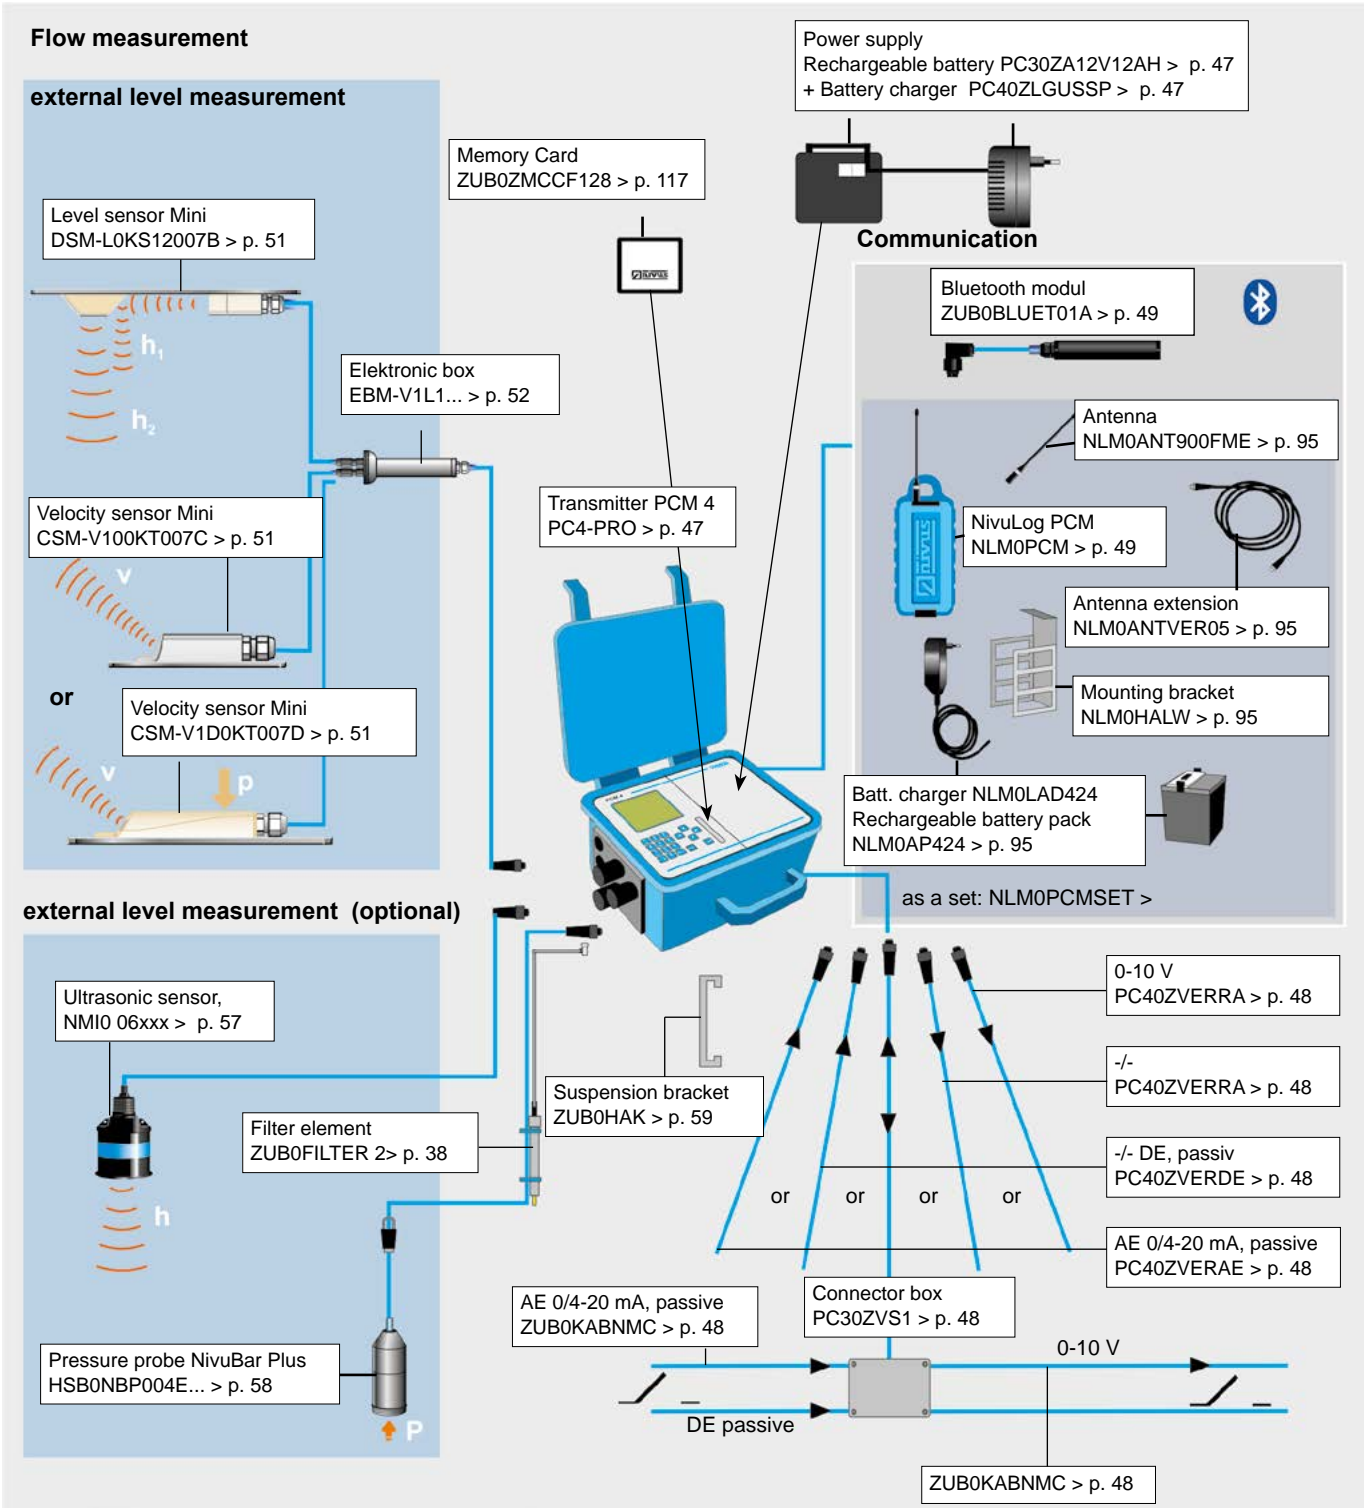 Flow measurement
external level measurement
Power supply
Rechargeable battery PC30ZA12V12AH >  p. 47
+ Battery charger  PC40ZLGUSSP >  p. 47
Memory Card
ZUB0ZMCCF128 > p. 117
NIVUS
Level sensor Mini
DSM-L0KS12007B > p. 51
h1
h2
Elektronic box
EBM-V1L1... > p. 52
Velocity sensor Mini
CSM-V100KT007C > p. 51
v
or
Velocity sensor Mini
CSM-V1D0KT007D > p. 51
v
p
Transmitter PCM 4
PC4-PRO > p. 47
PCM 4
Communication
Bluetooth modul
ZUB0BLUET01A > p. 49
Antenna
NLM0ANT900FME > p. 95
NivuLog PCM
NLM0PCM > p. 49
nivus
Antenna extension
NLM0ANTVER05 > p. 95
Mounting bracket
NLM0HALW > p. 95
Batt. charger NLM0LAD424
Rechargeable battery pack
NLM0AP424 > p. 95
as a set: NLM0PCMSET >
external level measurement  (optional)
Ultrasonic sensor,
NMI0 06xxx >  p. 57
h
Filter element
ZUB0FILTER 2> p. 38
Suspension bracket
ZUB0HAK > p. 59
Pressure probe NivuBar Plus
HSB0NBP004E... > p. 58
P
0-10 V
PC40ZVERRA > p. 48
-/-
PC40ZVERRA > p. 48
-/- DE, passiv
PC40ZVERDE > p. 48
AE 0/4-20 mA, passive
PC40ZVERAE > p. 48
or
or
or
or
AE 0/4-20 mA, passive
ZUB0KABNMC > p. 48
Connector box
PC30ZVS1 > p. 48
0-10 V
DE passive
ZUB0KABNMC > p. 48